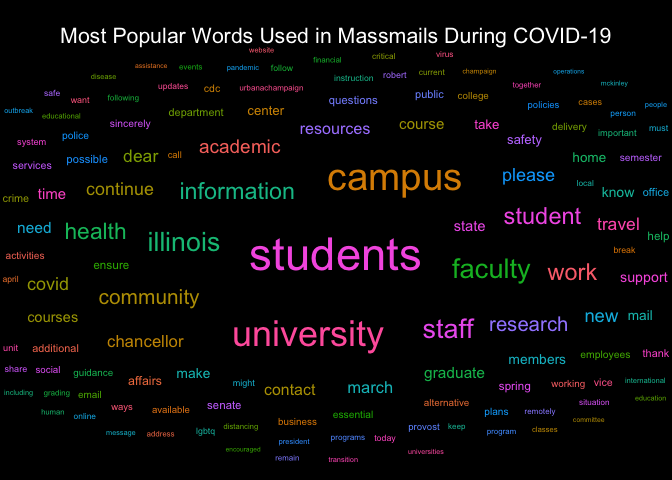 Most Popular Words Used in Massmails During COVID-19
website
assistance events pandemic financial follow critical virus
disease instruction robert current champaign operations
safe want following updates cdc urbanachampaign together mckinley
outbreak educational department center questions public college policies cases person people
system police sincerely resources course take delivery important must
services possible dear call academic safety home semester
crime time continue information campus please local know office
need health illinois state student travel help
activities ensure students faculty work break support
april covid community
courses chancellor university staff research new mail
unit additional members employees thank
share social guidance affairs make graduate
including grading email might contact march spring working vice international
human online ways available senate essential alternative plans remotely situation education
message address lgbtq distancing business provost keep program classes committee
encouraged president programs today
remain transition universities